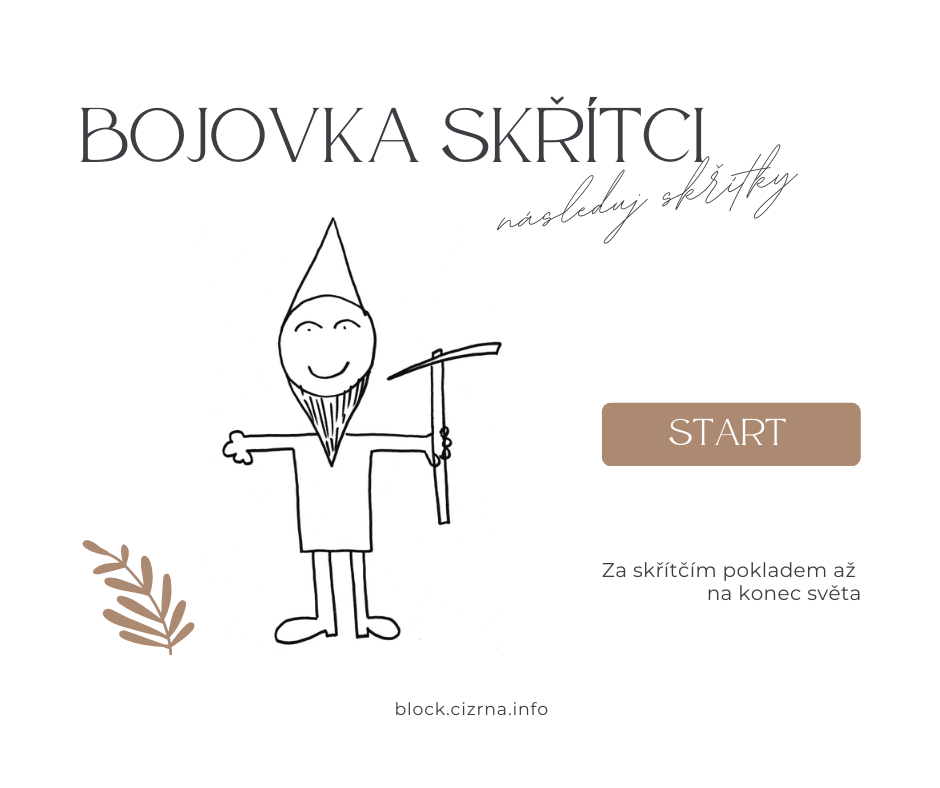 BOJOVKA SKŘÍTCI
následuj skřítky
START
Za skřítčím pokladem až
na konec světa
block.cizrna.info